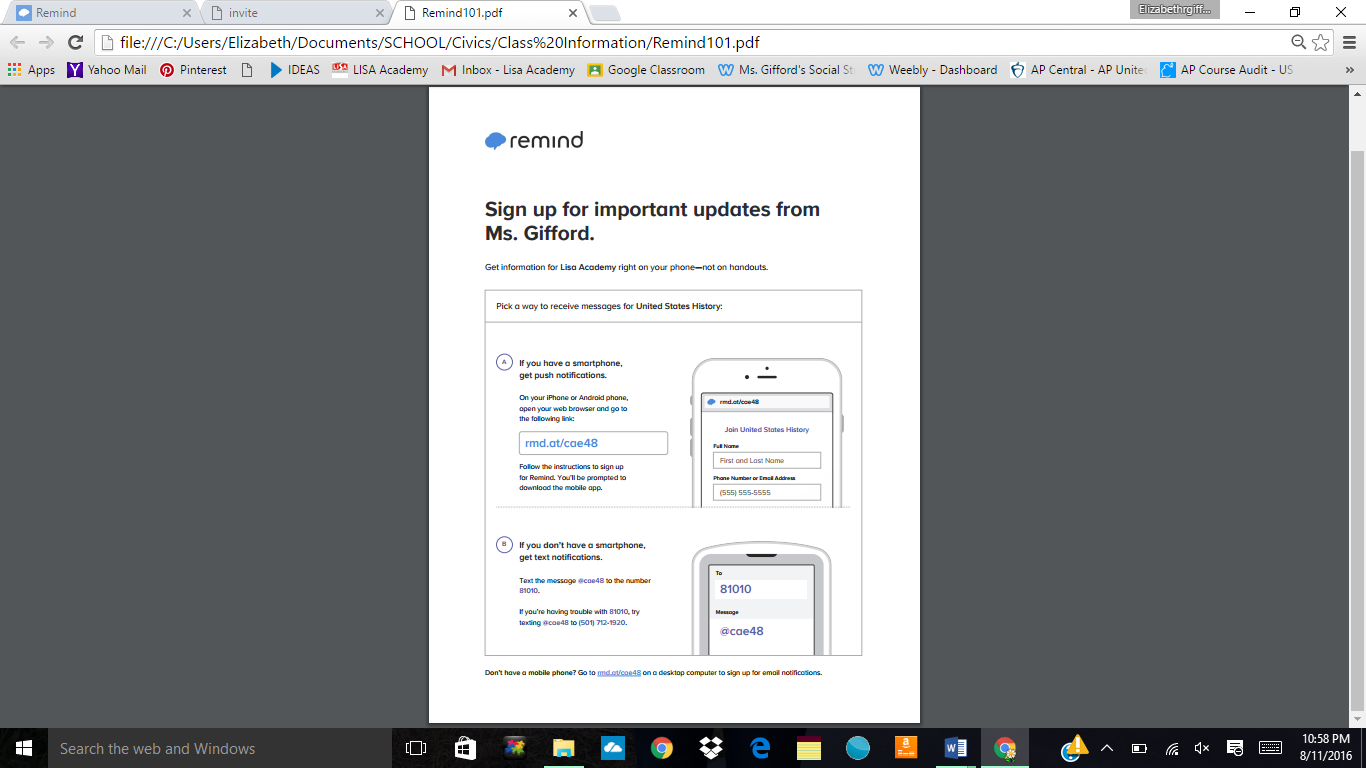 Remind
invite
Remind101.pdf
Elizabethrgiff...
file:///C:/Users/Elizabeth/Documents/SCHOOL/Civics/Class%20Information/Remind101.pdf
Apps
Yahoo Mail
Pinterest
IDEAS
LISA Academy
Inbox - Lisa Academy
Google Classroom
Ms. Gifford's Social St
Weebly - Dashboard
AP Central - AP Unite
AP Course Audit - US
»
remind
Sign up for important updates from
Ms. Gifford.
Get information for Lisa Academy right on your phone—not on handouts.
Pick a way to receive messages for United States History:
A
If you have a smartphone,
get push notifications.
On your iPhone or Android phone,
open your web browser and go to
the following link:
rmd.at/cae48
Follow the instructions to sign up
for Remind. You'll be prompted to
download the mobile app.
rmd.at/cae48
Join United States History
Full Name
First and Last Name
Phone Number or Email Address
(555) 555-5555
B
If you don't have a smartphone,
get text notifications.
Text the message @cae48 to the number
81010.
If you're having trouble with 81010, try
texting @cae48 to (501) 712-1920.
To
81010
Message
@cae48
Don't have a mobile phone? Go to rmd.at/cae48 on a desktop computer to sign up for email notifications.
Search the web and Windows
10:58 PM
8/11/2016